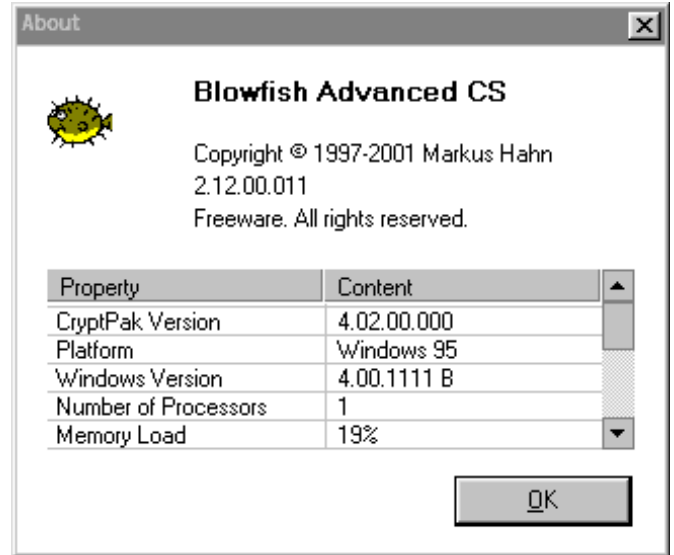 About
Blowfish Advanced CS
Copyright © 1997-2001 Markus Hahn
2.12.00.011
Freeware. All rights reserved.
Property Content
CryptPak Version 4.02.00.000
Platform Windows 95
Windows Version 4.00.1111 B
Number of Processors 1
Memory Load 19%
OK